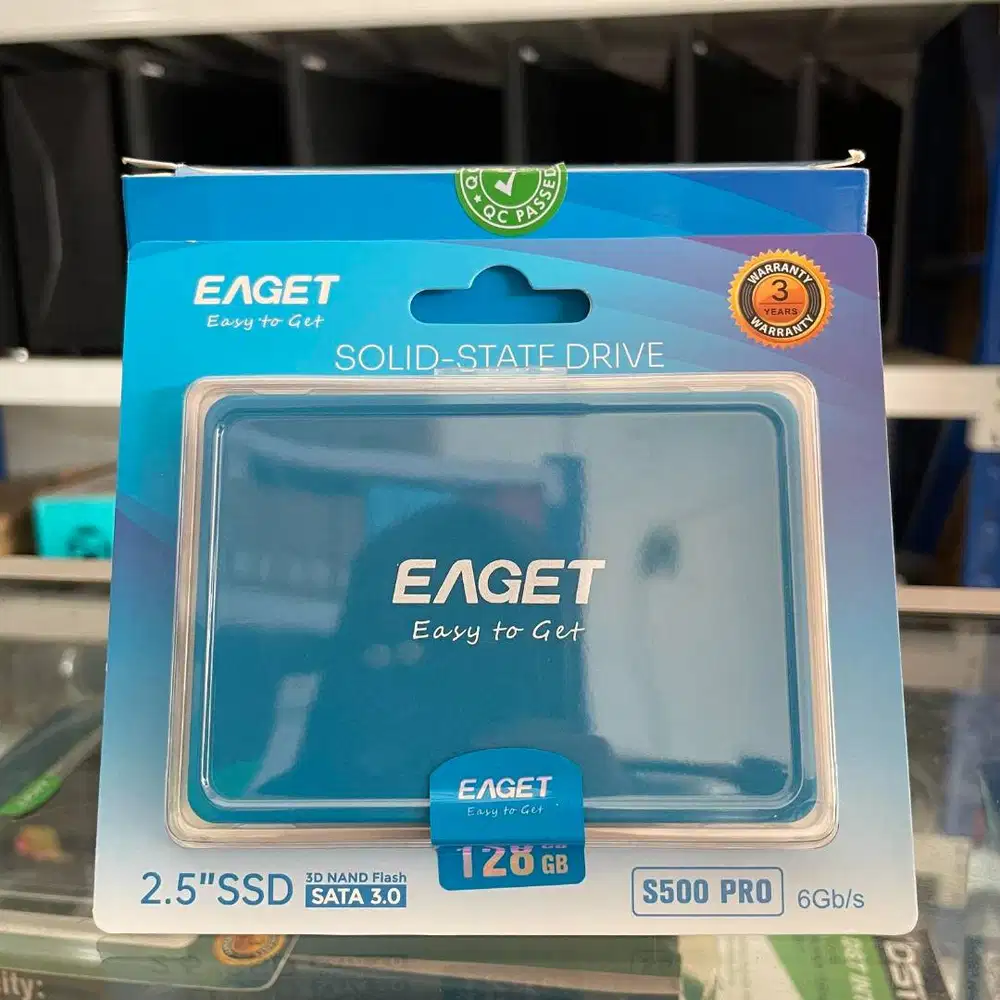 QC PASSED
EAGET
Easy to Get
WARRANTY
3
YEARS
WARRANTY
SOLID-STATE DRIVE
EAGET
Easy to Get
EAGET
Easy to Get
128 GB
2.5"SSD
3D NAND Flash
SATA 3.0
S500 PRO
6Gb/s
ity: